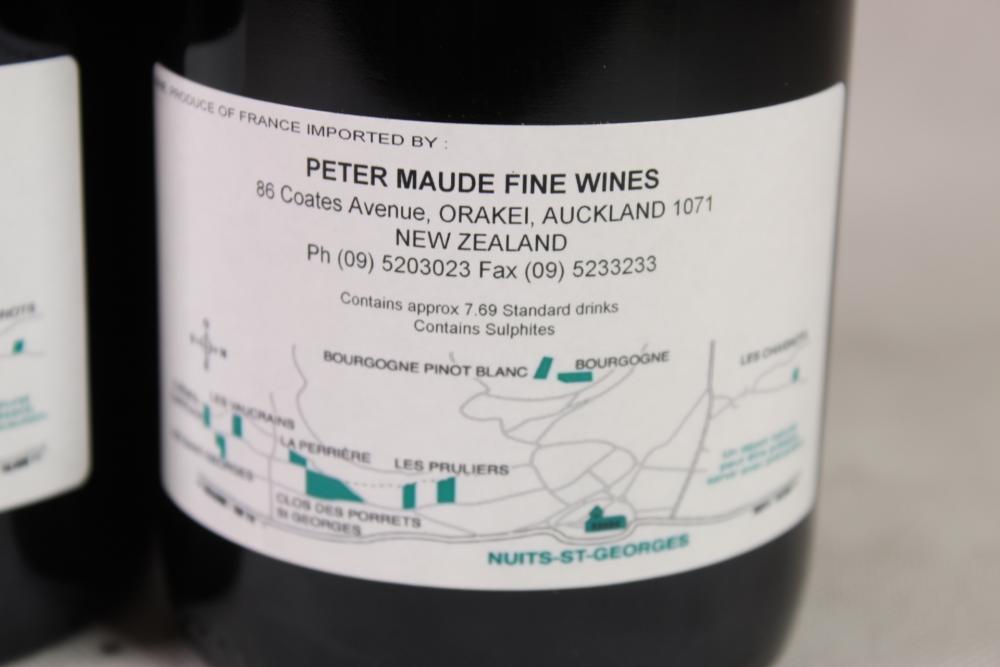 PRODUCE OF FRANCE IMPORTED BY :
PETER MAUDE FINE WINES
86 Coates Avenue, ORAKEI, AUCKLAND 1071
NEW ZEALAND
Ph (09) 5203023 Fax (09) 5233233
Contains approx 7.69 Standard drinks
Contains Sulphites
BOURGOGNE PINOT BLANC
BOURGOGNE
LES CHAIGNOTS
LES VAUCRAINS
LA PERRIÈRE
LES PRULIERS
CLOS DES PORRETS
St GEORGES
NUITS-ST-GEORGES